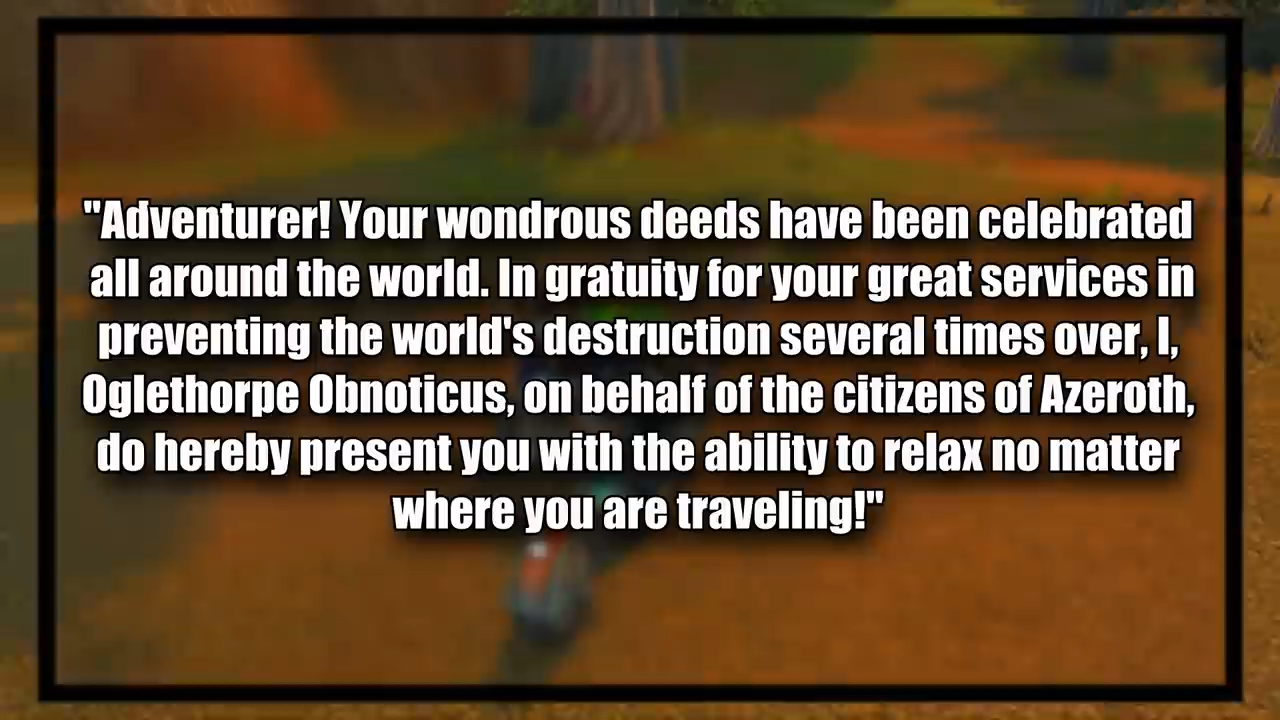 "Adventurer! Your wondrous deeds have been celebrated
all around the world. In gratuity for your great services in
preventing the world's destruction several times over, I,
Oglethorpe Obnoticus, on behalf of the citizens of Azeroth,
do hereby present you with the ability to relax no matter
where you are traveling!"